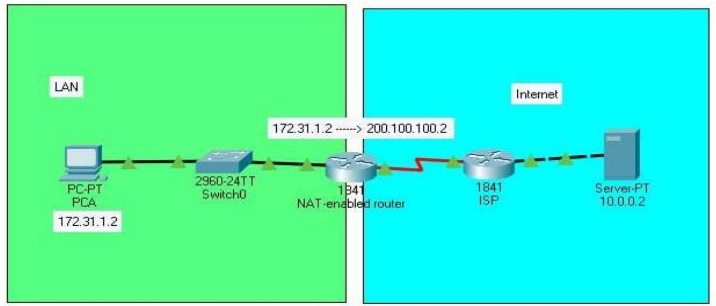 LAN
Internet
172.31.1.2 -----> 200.100.100.2
PC-PT
PCA
172.31.1.2
2960-24TT
Switch0
1841
NAT-enabled router
1841
ISP
Server-PT
10.0.0.2